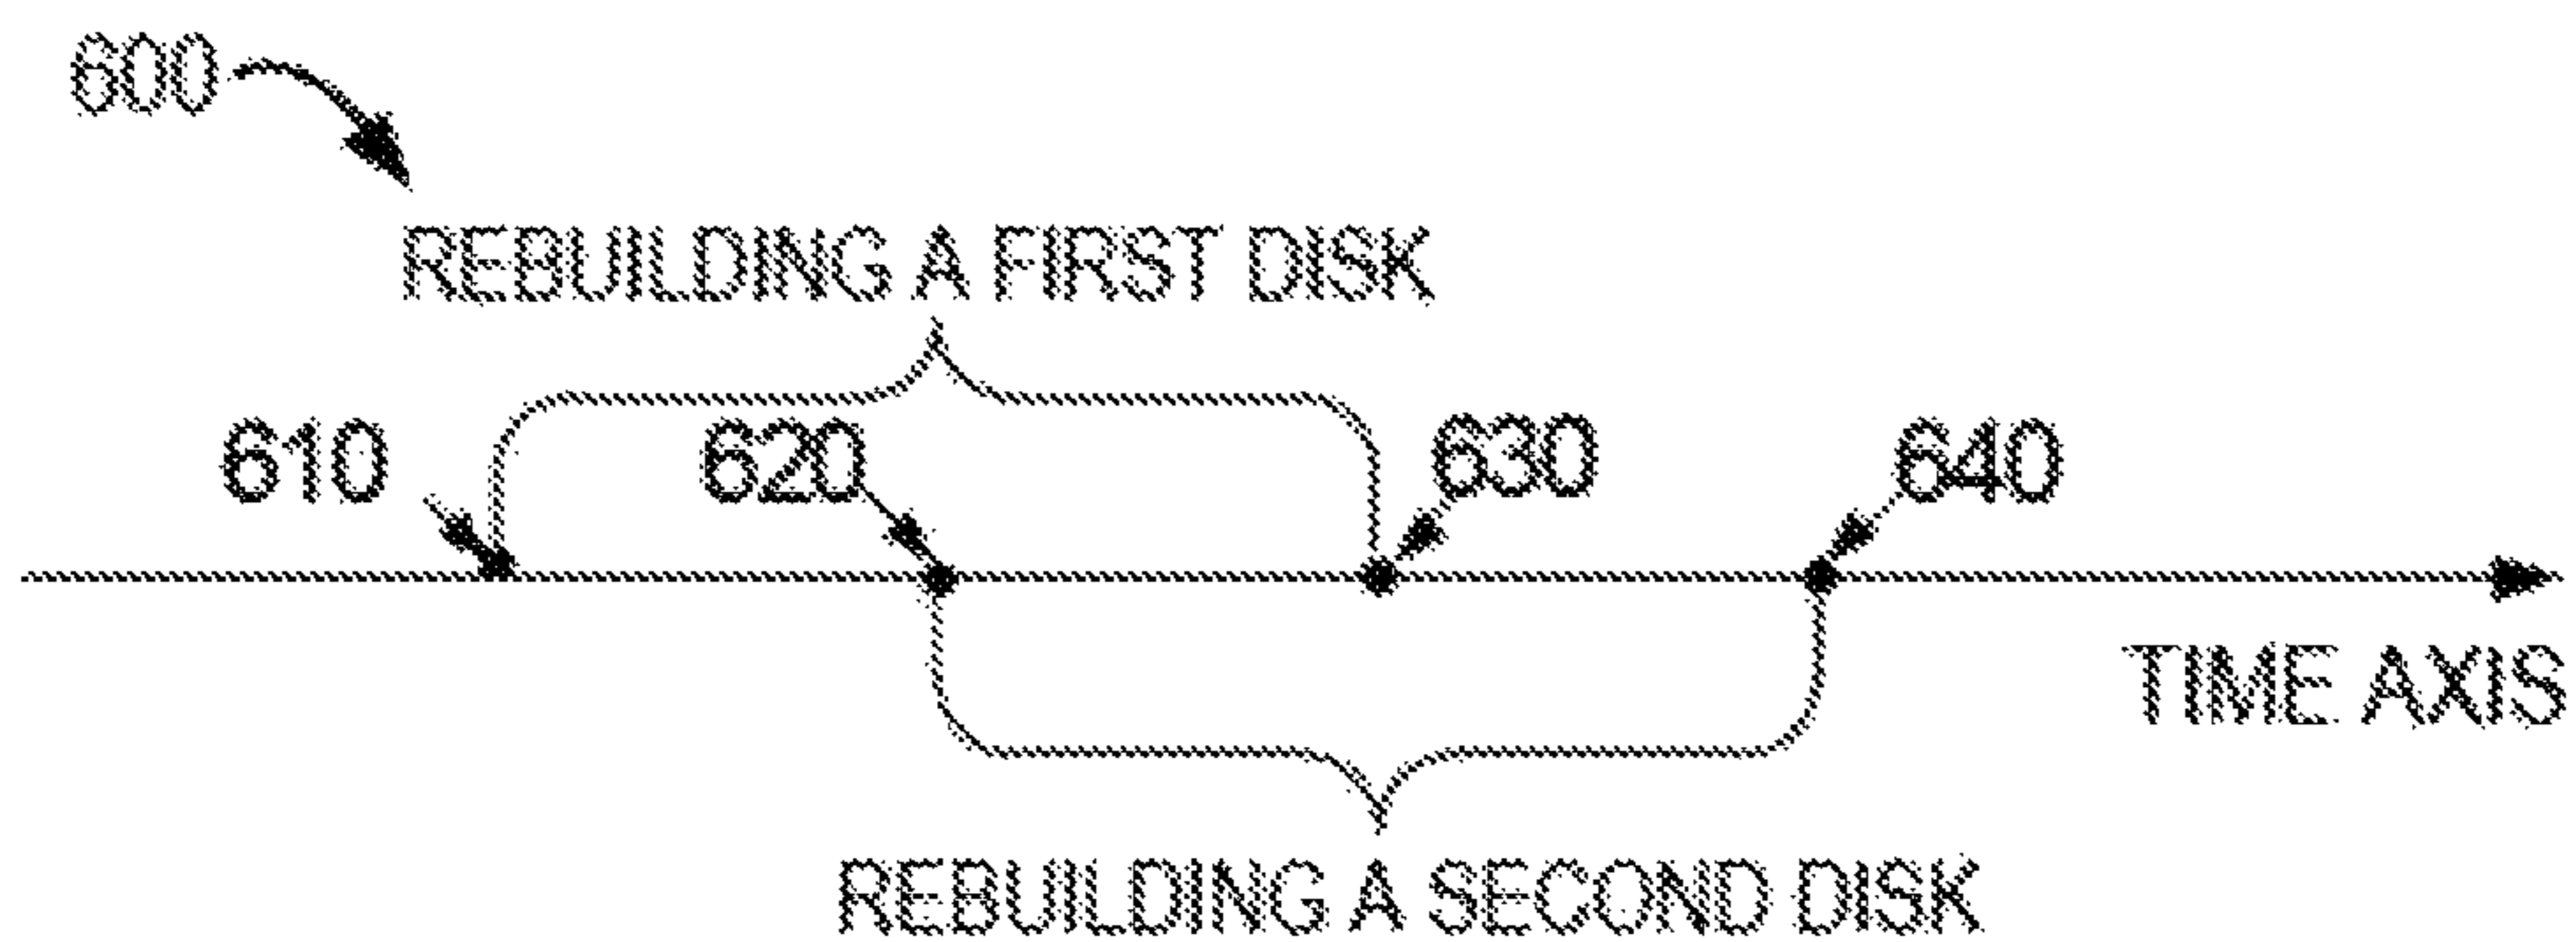 600
REBUILDING A FIRST DISK
610
620
630
640
TIME AXIS
REBUILDING A SECOND DISK